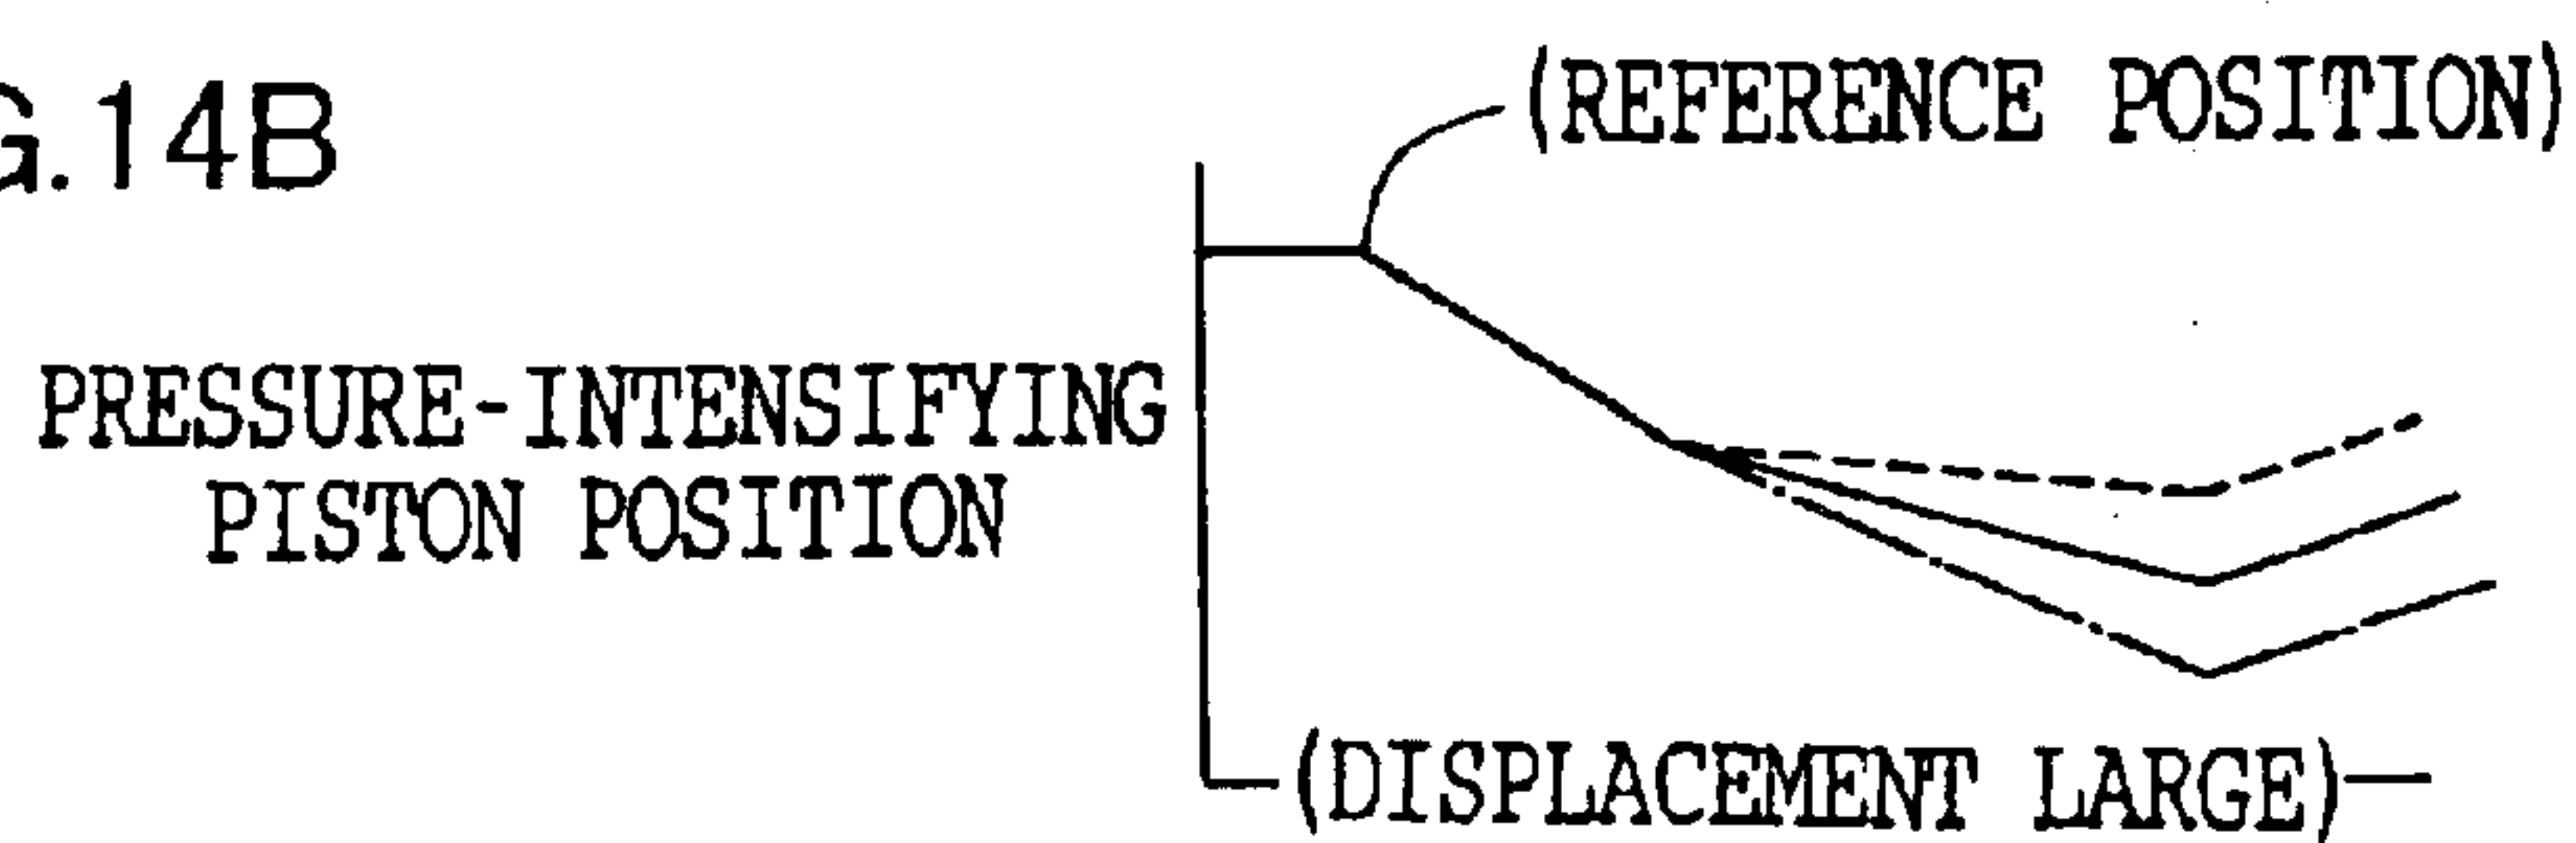 G.14B
(REFERENCE POSITION)
PRESSURE-INTENSIFYING
PISTON POSITION
(DISPLACEMENT LARGE)